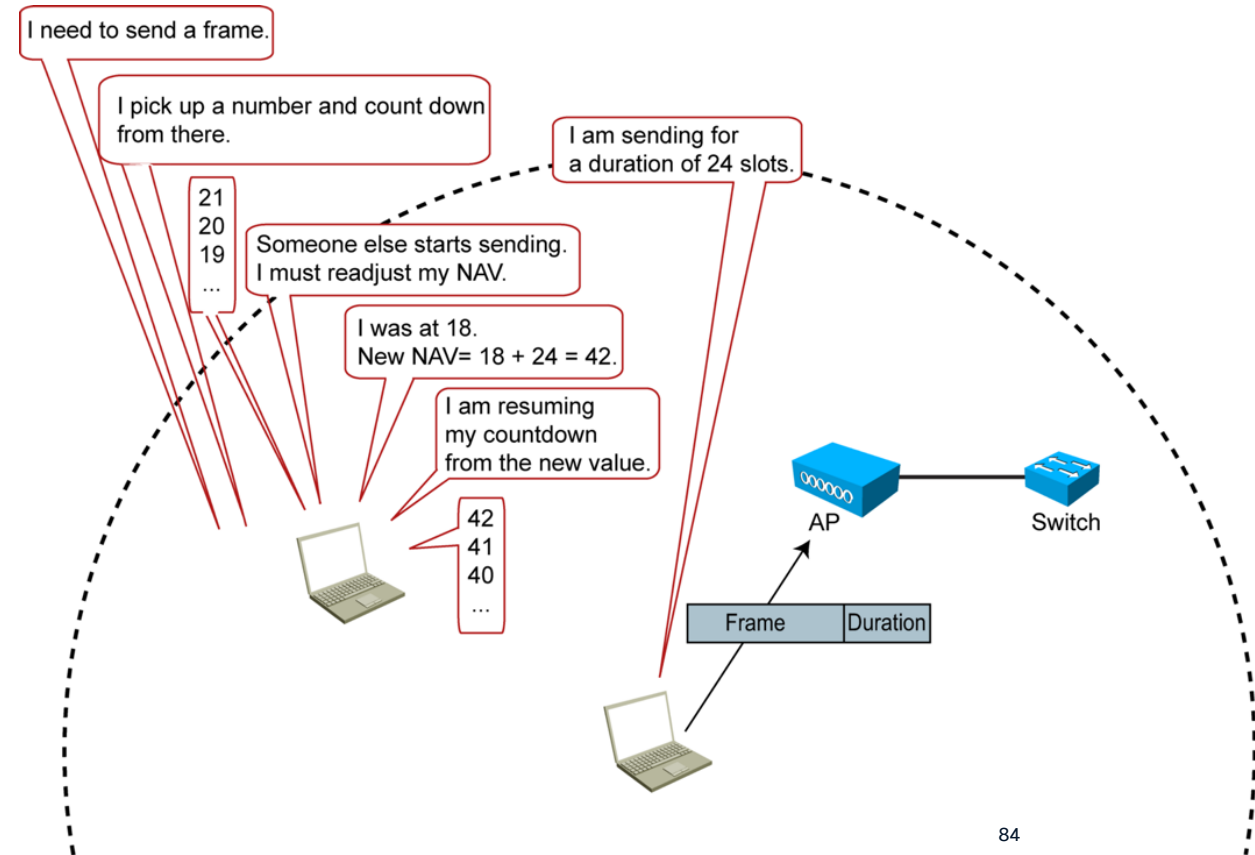 I need to send a frame.
I pick up a number and count down
from there.
21
20
19
...
Someone else starts sending.
I must readjust my NAV.
I was at 18.
New NAV= 18 + 24 = 42.
I am resuming
my countdown
from the new value.
42
41
40
...
I am sending for
a duration of 24 slots.
AP
Switch
Frame
Duration
84